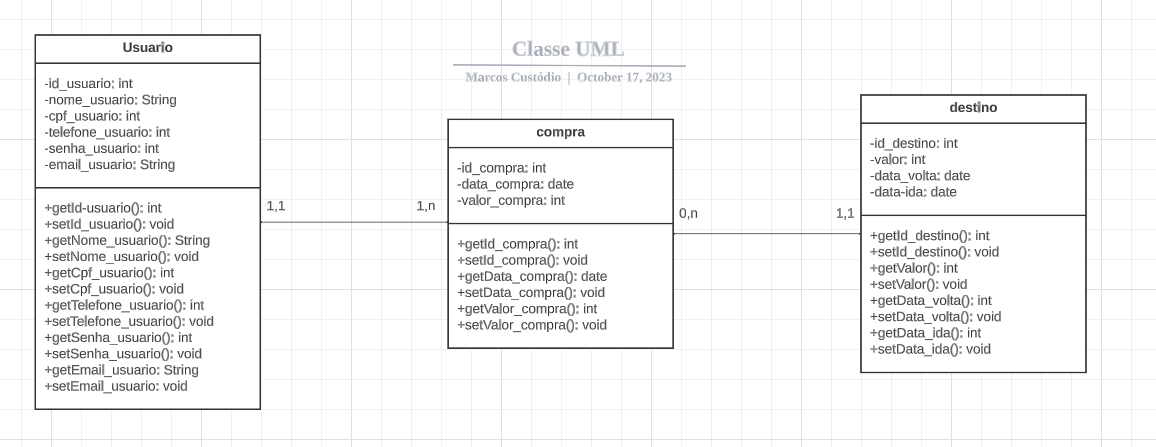 Classe UML
Marcos Custódio | October 17, 2023
Usuario
-id_usuario: int
-nome_usuario: String
-cpf_usuario: int
-telefone_usuario: int
-senha_usuario: int
-email_usuario: String
+getId-usuario(): int
+setId_usuario(): void
+getNome_usuario(): String
+setNome_usuario(): void
+getCpf_usuario(): int
+setCpf_usuario(): void
+getTelefone_usuario(): int
+setTelefone_usuario(): void
+getSenha_usuario(): int
+setSenha_usuario(): void
+getEmail_usuario: String
+setEmail_usuario: void
1,1
1,n
compra
-id_compra: int
-data_compra: date
-valor_compra: int
+getId_compra(): int
+setId_compra(): void
+getData_compra(): date
+setData_compra(): void
+getValor_compra(): int
+setValor_compra(): void
0,n
1,1
destino
-id_destino: int
-valor: int
-data_volta: date
-data-ida: date
+getId_destino(): int
+setId_destino(): void
+getValor(): int
+setValor(): void
+getData_volta(): int
+setData_volta(): void
+getData_ida(): int
+setData_ida(): void